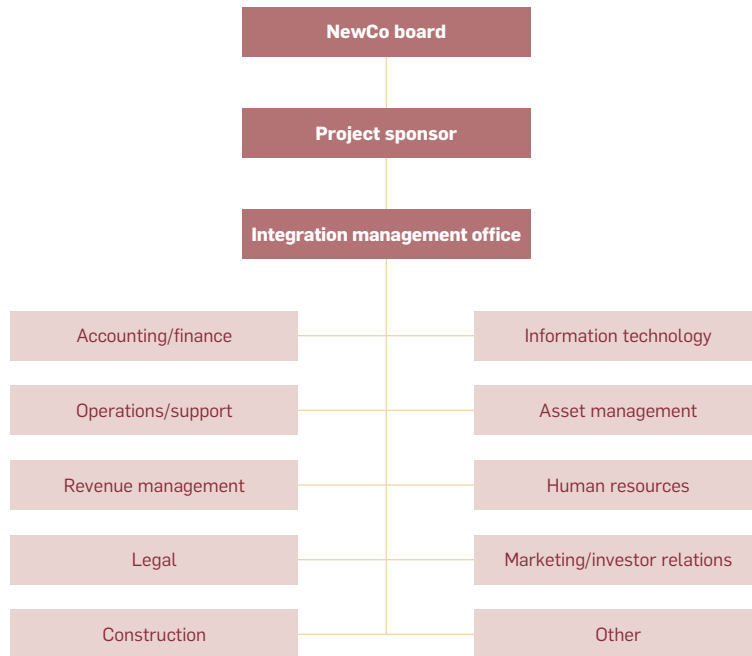 NewCo board
Project sponsor
Integration management office
Accounting/finance
Information technology
Operations/support
Asset management
Revenue management
Human resources
Legal
Marketing/investor relations
Construction
Other